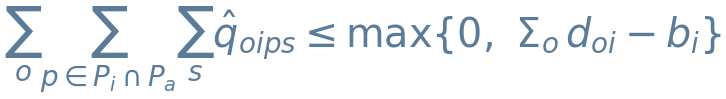 ∑_o ∑_{p ∈ P_i ∩ P_a} ∑_s q̂_{oips} ≤ max{0, Σ_o d_{oi} − b_i}